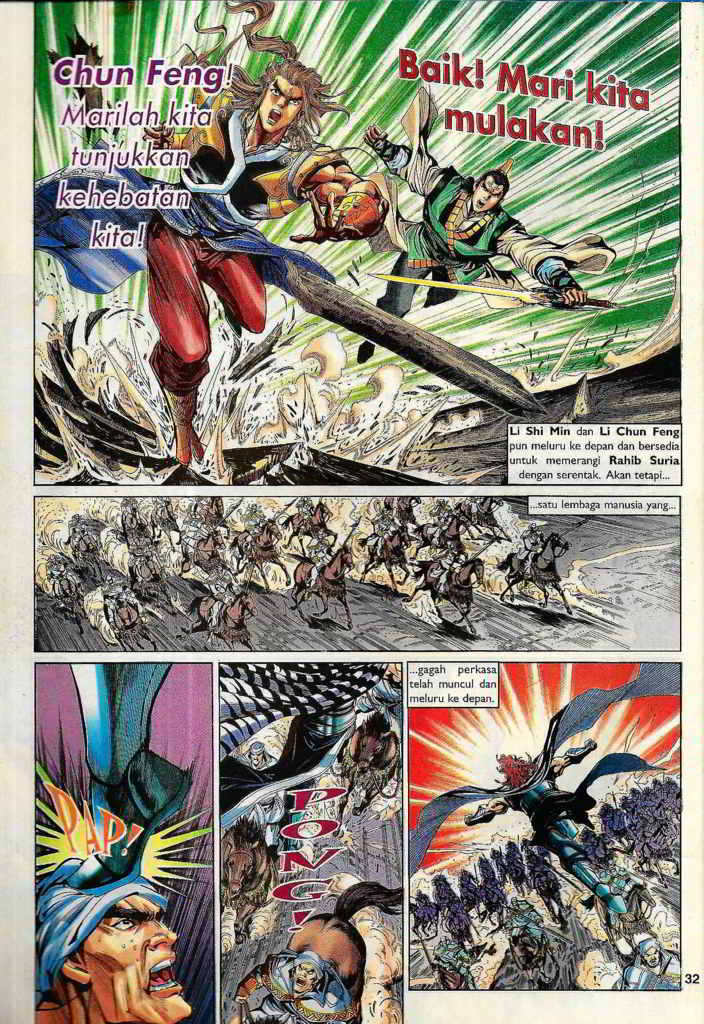 Chun Feng!
Marilah kita
tunjukkan
kehebatan
kita!
Baik! Mari kita
mulakan!
Li Shi Min dan Li Chun Feng
pun meluru ke depan dan bersedia
untuk memerangi Rahib Suria
dengan serentak. Akan tetapi...
...satu lembaga manusia yang...
PAP!
PONG!
...gagah perkasa
telah muncul dan
meluru ke depan.
32